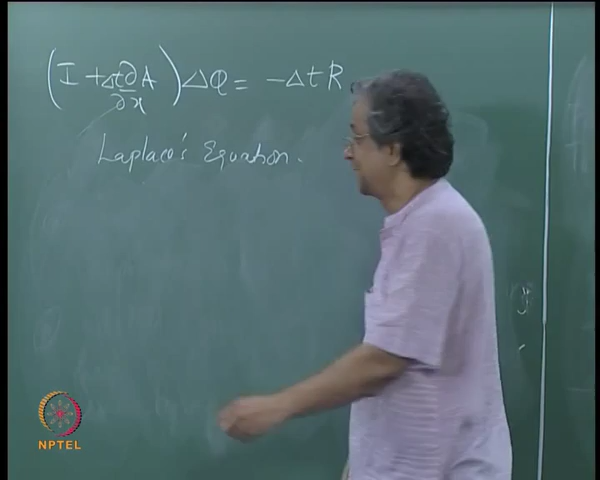 (I + Δt ∂A/∂x) ΔQ = -Δt R
Laplace's Equation.
NPTEL